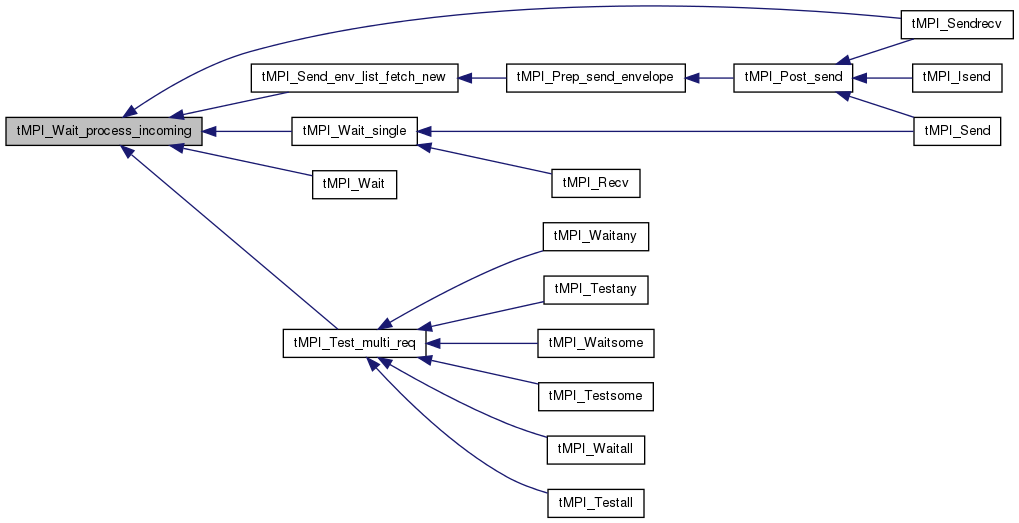 tMPI_Sendrecv
tMPI_Send_env_list_fetch_new
tMPI_Prep_send_envelope
tMPI_Post_send
tMPI_Isend
tMPI_Wait_process_incoming
tMPI_Wait_single
tMPI_Send
tMPI_Wait
tMPI_Recv
tMPI_Waitany
tMPI_Testany
tMPI_Test_multi_req
tMPI_Waitsome
tMPI_Testsome
tMPI_Waitall
tMPI_Testall